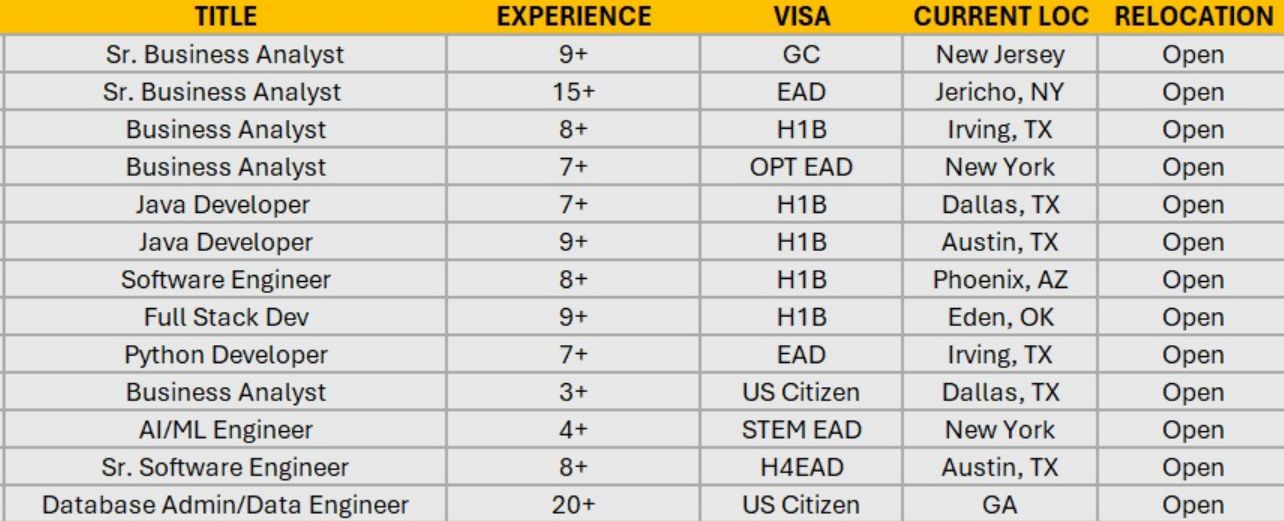 TITLE EXPERIENCE VISA CURRENT LOC RELOCATION
Sr. Business Analyst 9+ GC New Jersey Open
Sr. Business Analyst 15+ EAD Jericho, NY Open
Business Analyst 8+ H1B Irving, TX Open
Business Analyst 7+ OPT EAD New York Open
Java Developer 7+ H1B Dallas, TX Open
Java Developer 9+ H1B Austin, TX Open
Software Engineer 8+ H1B Phoenix, AZ Open
Full Stack Dev 9+ H1B Eden, OK Open
Python Developer 7+ EAD Irving, TX Open
Business Analyst 3+ US Citizen Dallas, TX Open
AI/ML Engineer 4+ STEM EAD New York Open
Sr. Software Engineer 8+ H4EAD Austin, TX Open
Database Admin/Data Engineer 20+ US Citizen GA Open